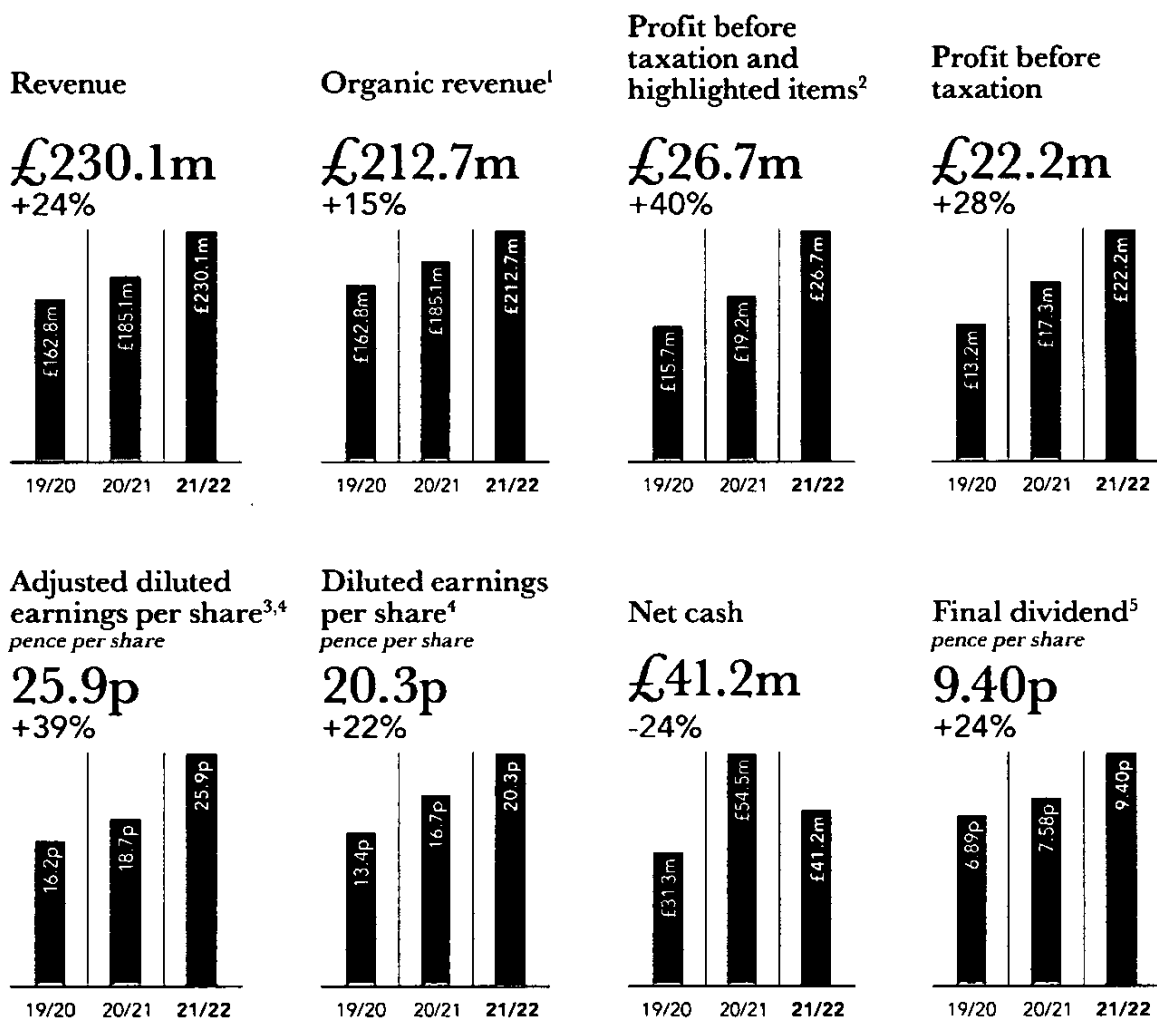 Revenue
£230.1m
+24%
£162.8m
£185.1m
£230.1m
19/20 20/21 21/22
Organic revenue¹
£212.7m
+15%
£162.8m
£185.1m
£212.7m
19/20 20/21 21/22
Profit before
taxation and
highlighted items²
£26.7m
+40%
£15.7m
£19.2m
£26.7m
19/20 20/21 21/22
Profit before
taxation
£22.2m
+28%
£13.2m
£17.3m
£22.2m
19/20 20/21 21/22
Adjusted diluted
earnings per share³,⁴
pence per share
25.9p
+39%
16.2p
18.7p
25.9p
19/20 20/21 21/22
Diluted earnings
per share⁴
pence per share
20.3p
+22%
13.4p
16.7p
20.3p
19/20 20/21 21/22
Net cash
£41.2m
-24%
£31.3m
£54.5m
£41.2m
19/20 20/21 21/22
Final dividend⁵
pence per share
9.40p
+24%
6.89p
7.58p
9.40p
19/20 20/21 21/22